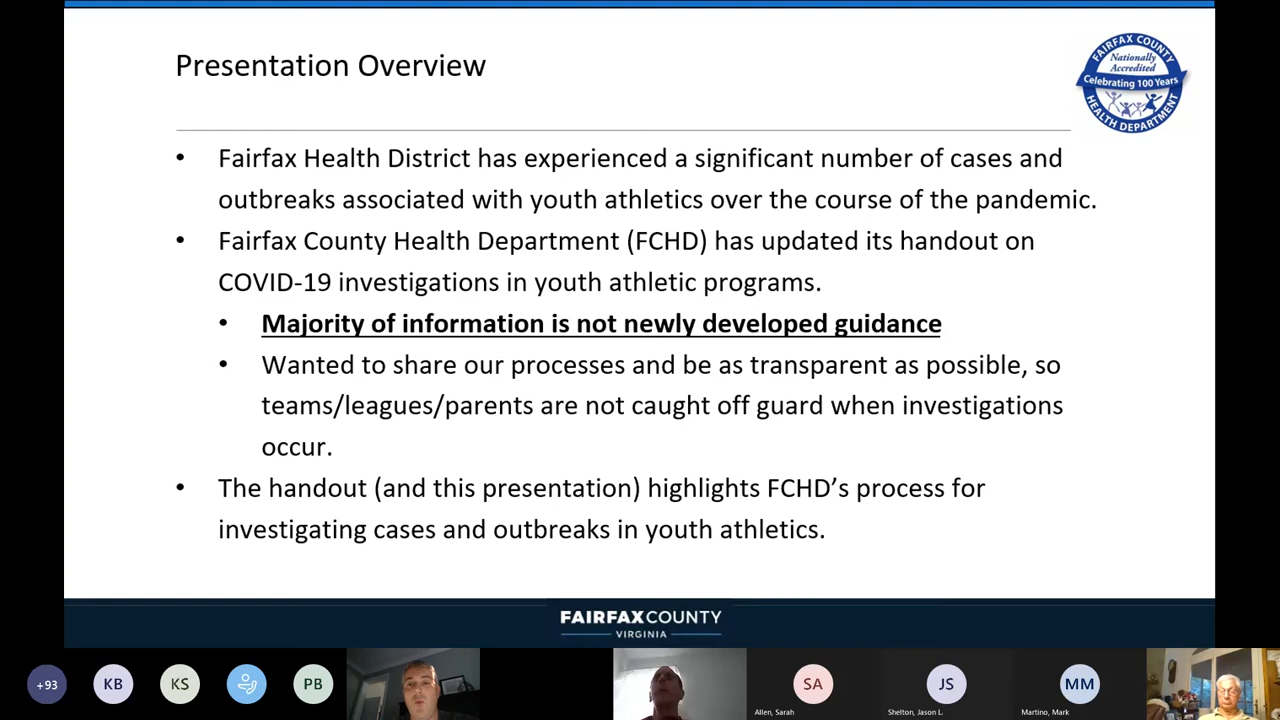 Presentation Overview
FAIRFAX COUNTY
Nationally
Accredited
Celebrating 100 Years
HEALTH DEPARTMENT
• Fairfax Health District has experienced a significant number of cases and
outbreaks associated with youth athletics over the course of the pandemic.
• Fairfax County Health Department (FCHD) has updated its handout on
COVID-19 investigations in youth athletic programs.
• Majority of information is not newly developed guidance
• Wanted to share our processes and be as transparent as possible, so
teams/leagues/parents are not caught off guard when investigations
occur.
• The handout (and this presentation) highlights FCHD’s process for
investigating cases and outbreaks in youth athletics.
FAIRFAXCOUNTY
VIRGINIA
+93
KB
KS
PB
SA
Allen, Sarah
JS
Shelton, Jason L.
MM
Martino, Mark